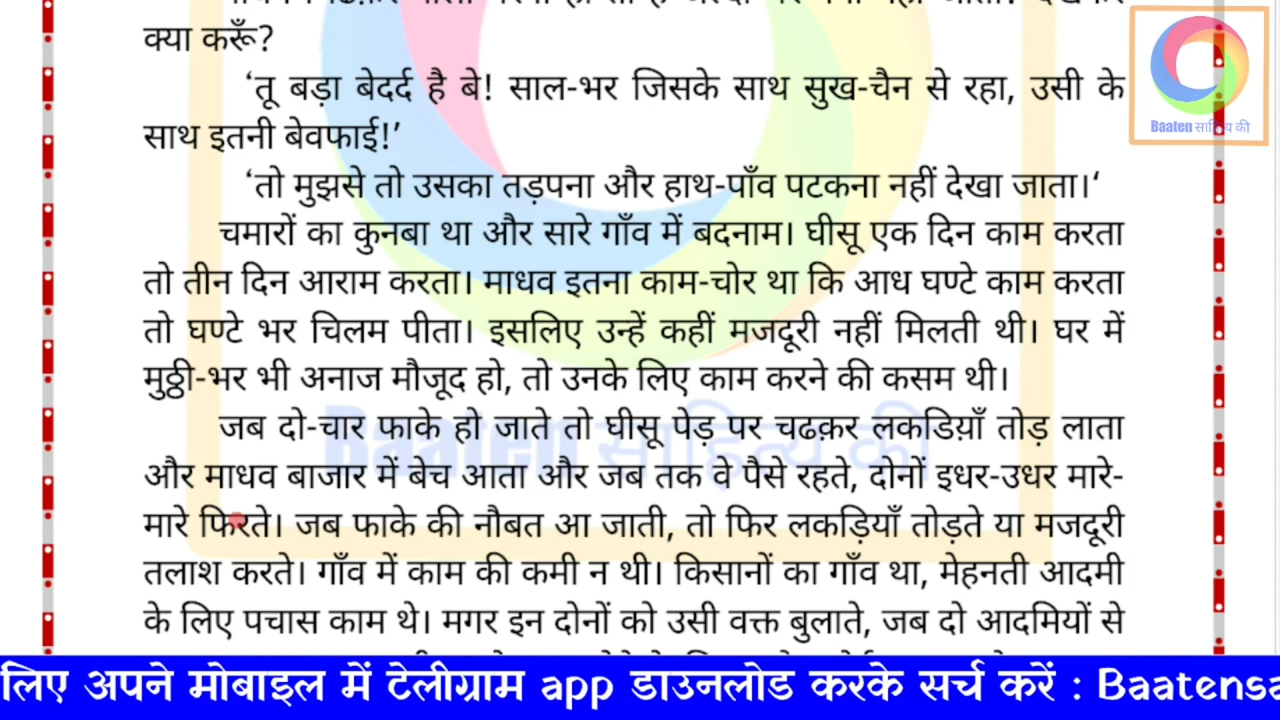 क्या करूँ?
‘तू बड़ा बेदर्द है बे! साल-भर जिसके साथ सुख-चैन से रहा, उसी के
साथ इतनी बेवफाई!’
‘तो मुझसे तो उसका तड़पना और हाथ-पाँव पटकना नहीं देखा जाता।‘
चमारों का कुनबा था और सारे गाँव में बदनाम। घीसू एक दिन काम करता
तो तीन दिन आराम करता। माधव इतना काम-चोर था कि आध घण्टे काम करता
तो घण्टे भर चिलम पीता। इसलिए उन्हें कहीं मजदूरी नहीं मिलती थी। घर में
मुठ्ठी-भर भी अनाज मौजूद हो, तो उनके लिए काम करने की कसम थी।
जब दो-चार फाके हो जाते तो घीसू पेड़ पर चढक़र लकडिय़ाँ तोड़ लाता
और माधव बाजार में बेच आता और जब तक वे पैसे रहते, दोनों इधर-उधर मारे-
मारे फिरते। जब फाके की नौबत आ जाती, तो फिर लकड़ियाँ तोड़ते या मजदूरी
तलाश करते। गाँव में काम की कमी न थी। किसानों का गाँव था, मेहनती आदमी
के लिए पचास काम थे। मगर इन दोनों को उसी वक्त बुलाते, जब दो आदमियों से
लिए अपने मोबाइल में टेलीग्राम app डाउनलोड करके सर्च करें : Baatensa
Baaten साहित्य की
Baaten साहित्य की